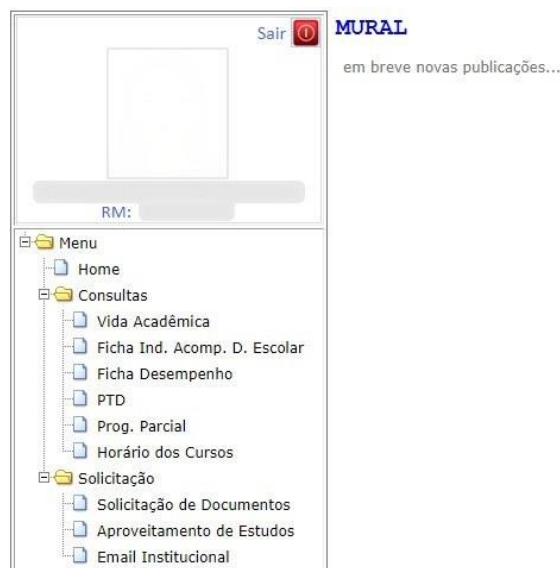 Sair
MURAL
em breve novas publicações...
RM:
Menu
Home
Consultas
Vida Acadêmica
Ficha Ind. Acomp. D. Escolar
Ficha Desempenho
PTD
Prog. Parcial
Horário dos Cursos
Solicitação
Solicitação de Documentos
Aproveitamento de Estudos
Email Institucional